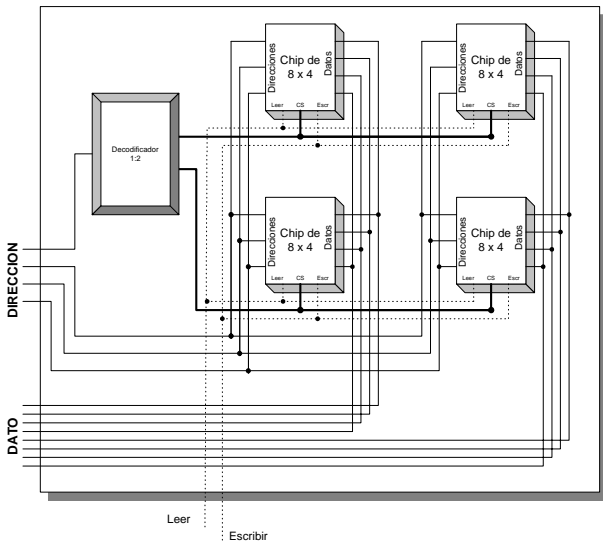 Direcciones
Chip de
8 x 4
Datos
Leer CS Escr
Direcciones
Chip de
8 x 4
Datos
Leer CS Escr
Decodificador
1:2
Direcciones
Chip de
8 x 4
Datos
Leer CS Escr
Direcciones
Chip de
8 x 4
Datos
Leer CS Escr
DIRECCION
DATO
Leer
Escribir